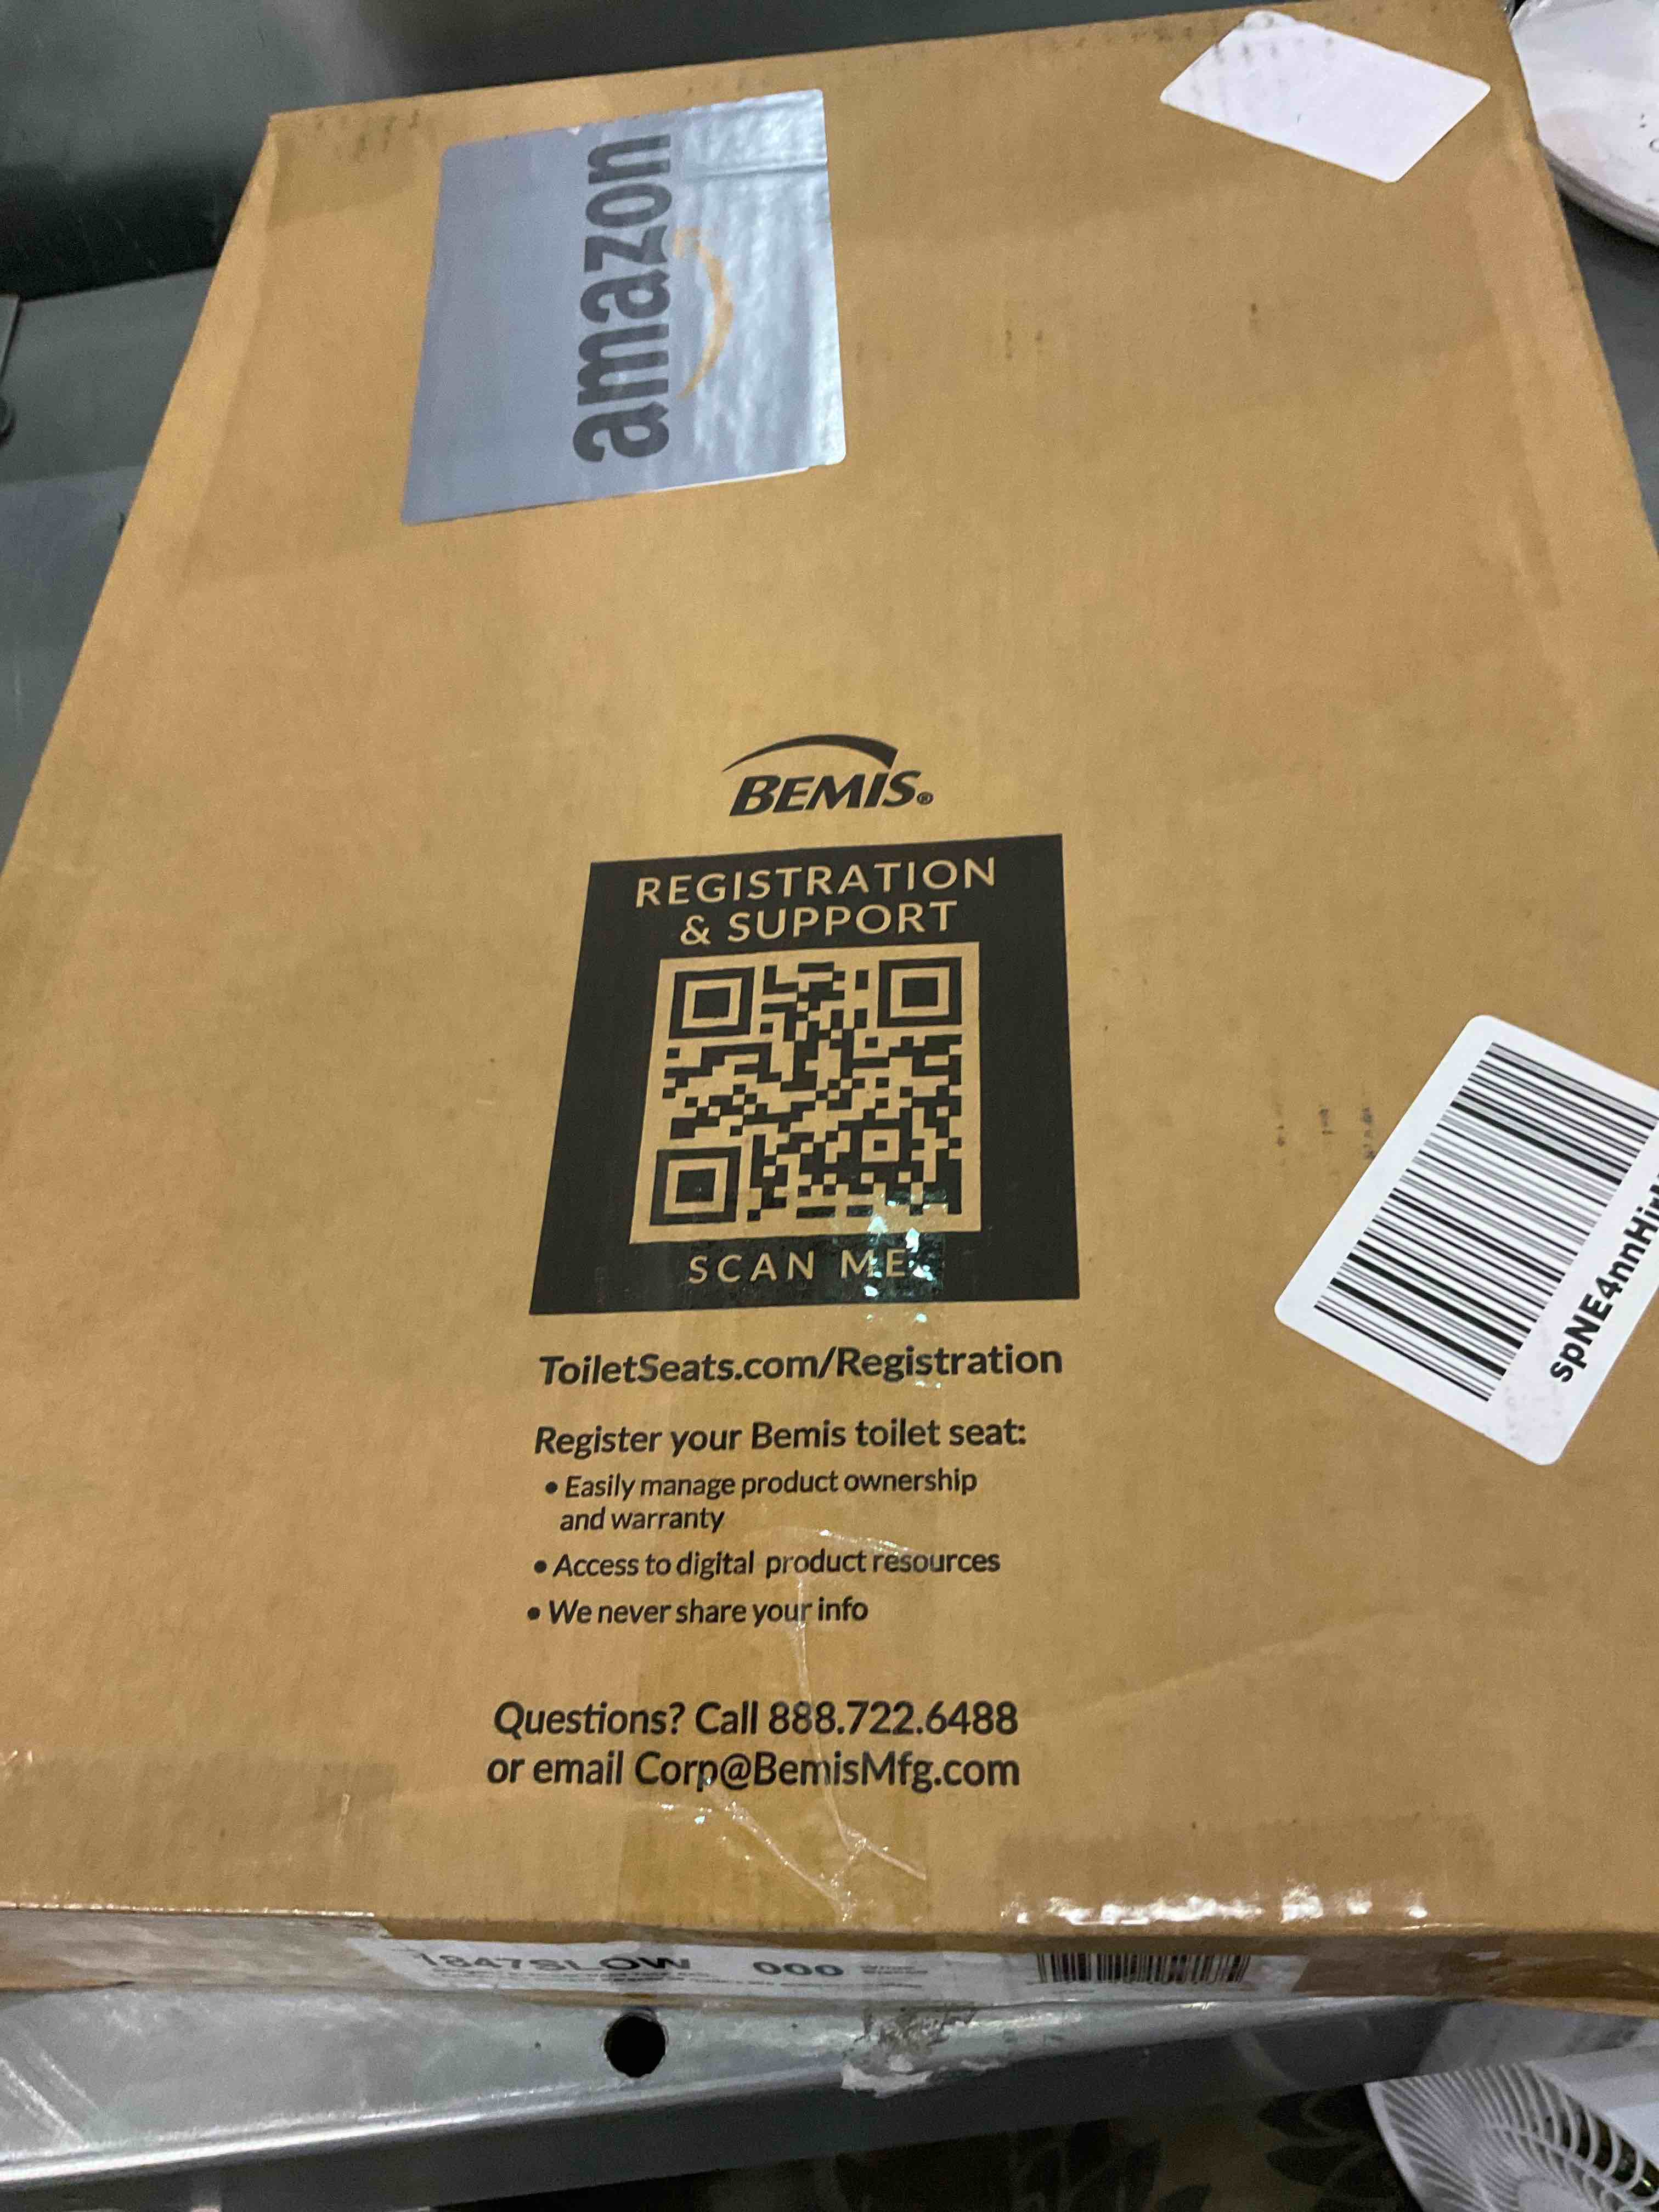 amazon
BEMIS®
REGISTRATION
& SUPPORT
SCAN ME
ToiletSeats.com/Registration
Register your Bemis toilet seat:
• Easily manage product ownership
and warranty
• Access to digital product resources
• We never share your info
Questions? Call 888.722.6488
or email Corp@BemisMfg.com
1847SLOW 000